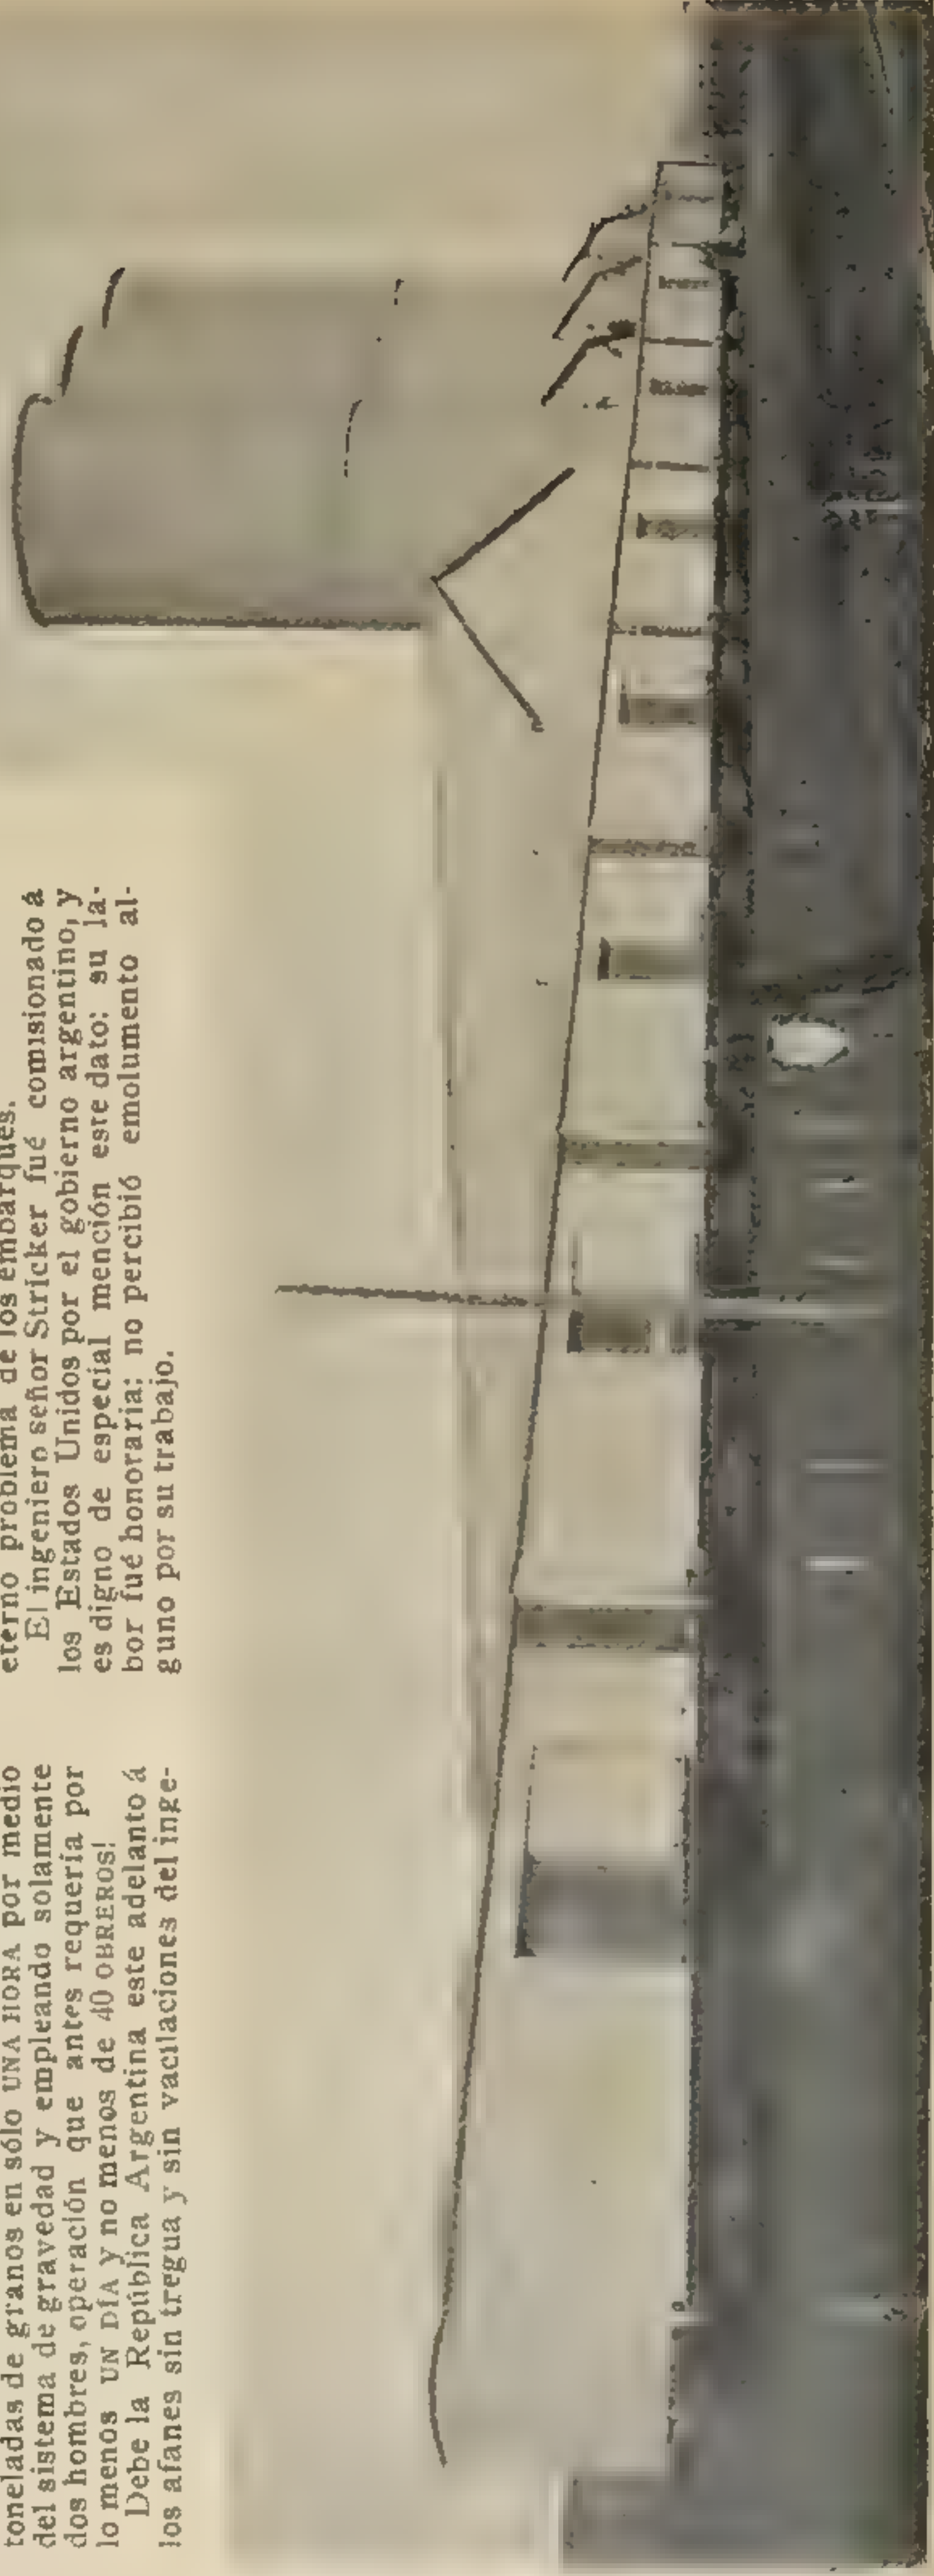 toneladas de granos en sólo UNA HORA por medio
del sistema de gravedad y empleando solamente
dos hombres, operación que antes requería por
lo menos UN DÍA y no menos de 40 OBREROS!
Debe la República Argentina este adelanto á
los afanes sin tregua y sin vacilaciones del inge-
eterno problema de los embarques.
El ingeniero señor Stricker fué comisionado á
los Estados Unidos por el gobierno argentino, y
es digno de especial mención este dato: su la-
bor fué honoraria; no percibió emolumento al-
guno por su trabajo.